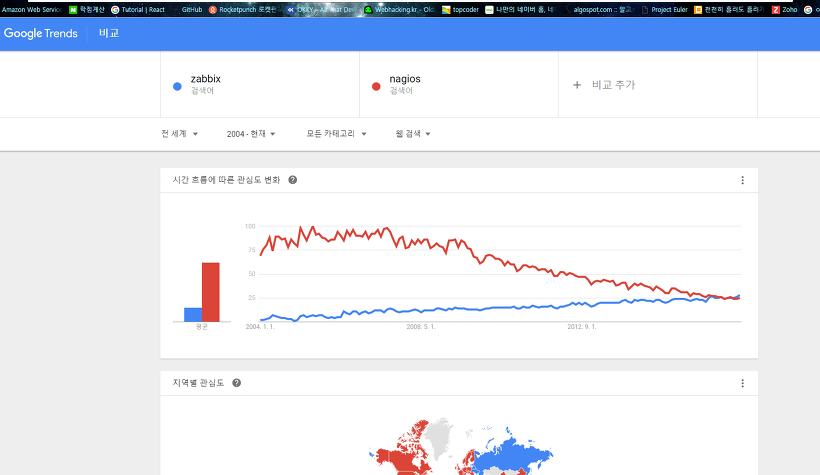 Amazon Web Servic 학점계산 Tutorial | React GitHub Rocketpunch 로켓펀 OKKY - All That Dev Webhacking.kr - Old topcoder 나만의 네이버 홈, 네 algospot.com :: 알고 Project Euler 천천히 흘러도 흘러가 Zoho
Google Trends 비교
zabbix
검색어
nagios
검색어
+ 비교 추가
전 세계 2004 - 현재 모든 카테고리 웹 검색
시간 흐름에 따른 관심도 변화 ?
100
75
50
25
평균 2004. 1. 1. 2008. 5. 1. 2012. 9. 1.
지역별 관심도 ?